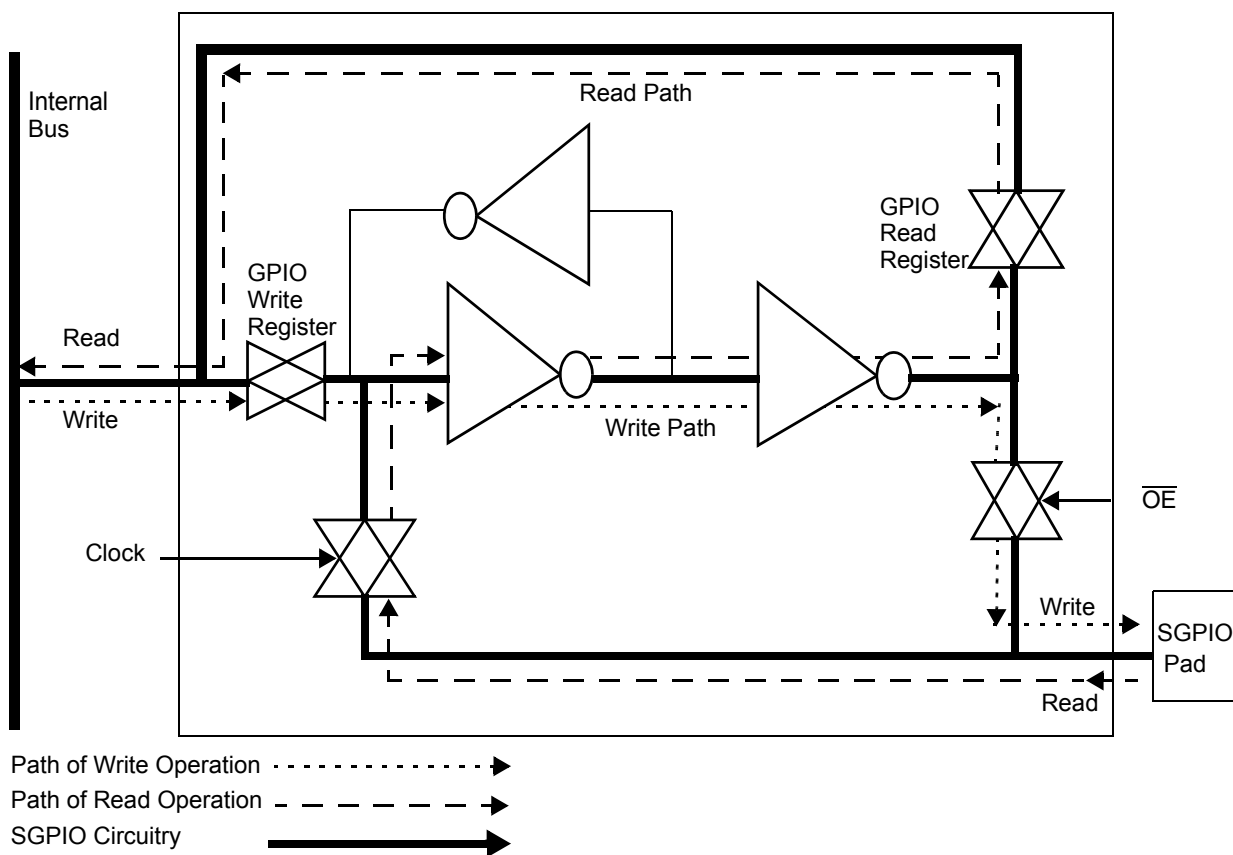 Internal
Bus
Read Path
GPIO
Read
Register
GPIO
Write
Register
Read
Write
Write Path
OE
Clock
Write
SGPIO
Pad
Read
Path of Write Operation
Path of Read Operation
SGPIO Circuitry